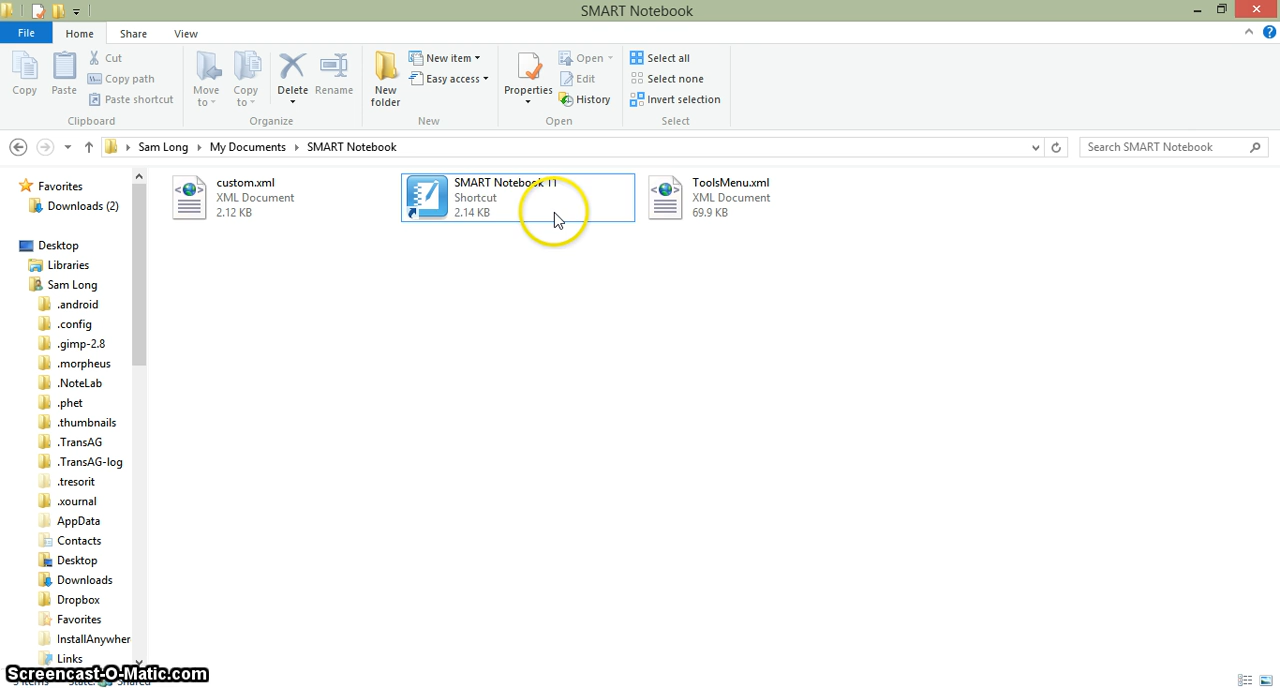 SMART Notebook
File Home Share View
Copy Paste Cut Copy path Paste shortcut Clipboard
Move to Copy to Delete Rename Organize
New folder New item Easy access New
Properties Open Edit History Open
Select all Select none Invert selection Select
Sam Long My Documents SMART Notebook Search SMART Notebook
Favorites
Downloads (2)
Desktop
Libraries
Sam Long
.android
.config
.gimp-2.8
.morpheus
.NoteLab
.phet
.thumbnails
.TransAG
.TransAG-log
.tresorit
.xournal
AppData
Contacts
Desktop
Downloads
Dropbox
Favorites
InstallAnywher
Links
custom.xml
XML Document
2.12 KB
SMART Notebook 11
Shortcut
2.14 KB
ToolsMenu.xml
XML Document
69.9 KB
Screencast-O-Matic.com